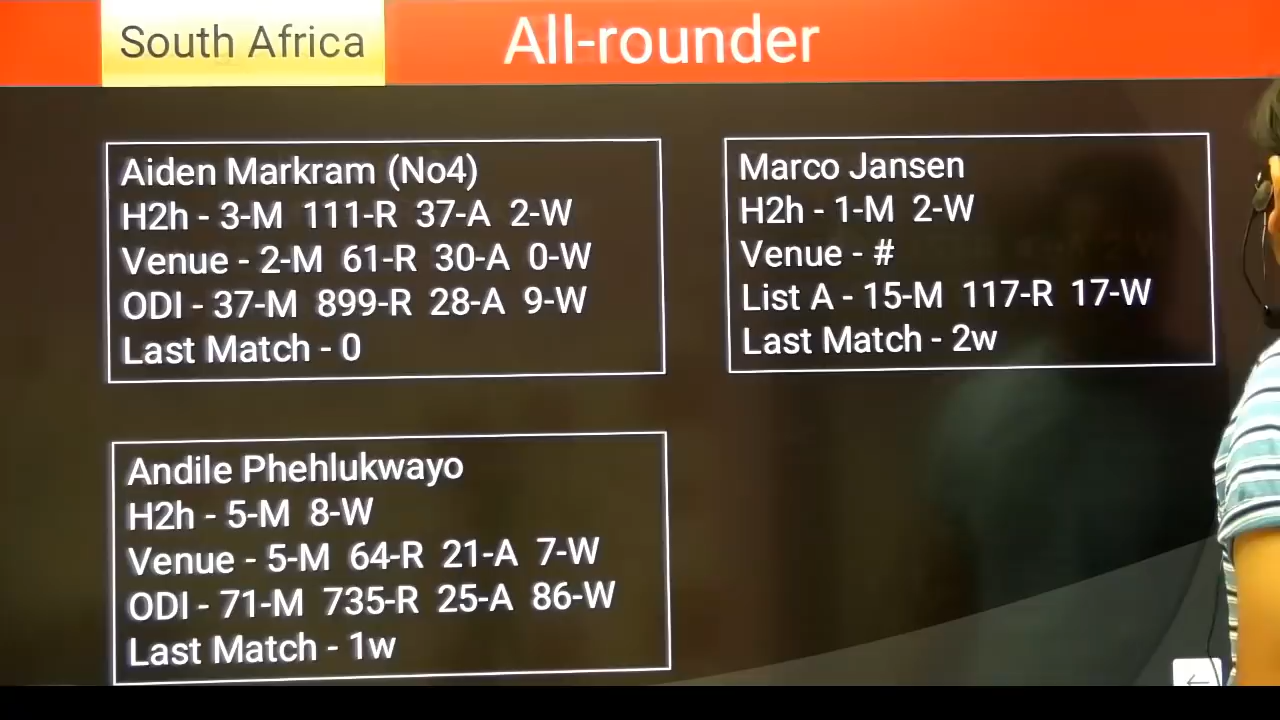 South Africa
All-rounder
Aiden Markram (No4)
H2h - 3-M 111-R 37-A 2-W
Venue - 2-M 61-R 30-A 0-W
ODI - 37-M 899-R 28-A 9-W
Last Match - 0
Marco Jansen
H2h - 1-M 2-W
Venue - #
List A - 15-M 117-R 17-W
Last Match - 2w
Andile Phehlukwayo
H2h - 5-M 8-W
Venue - 5-M 64-R 21-A 7-W
ODI - 71-M 735-R 25-A 86-W
Last Match - 1w